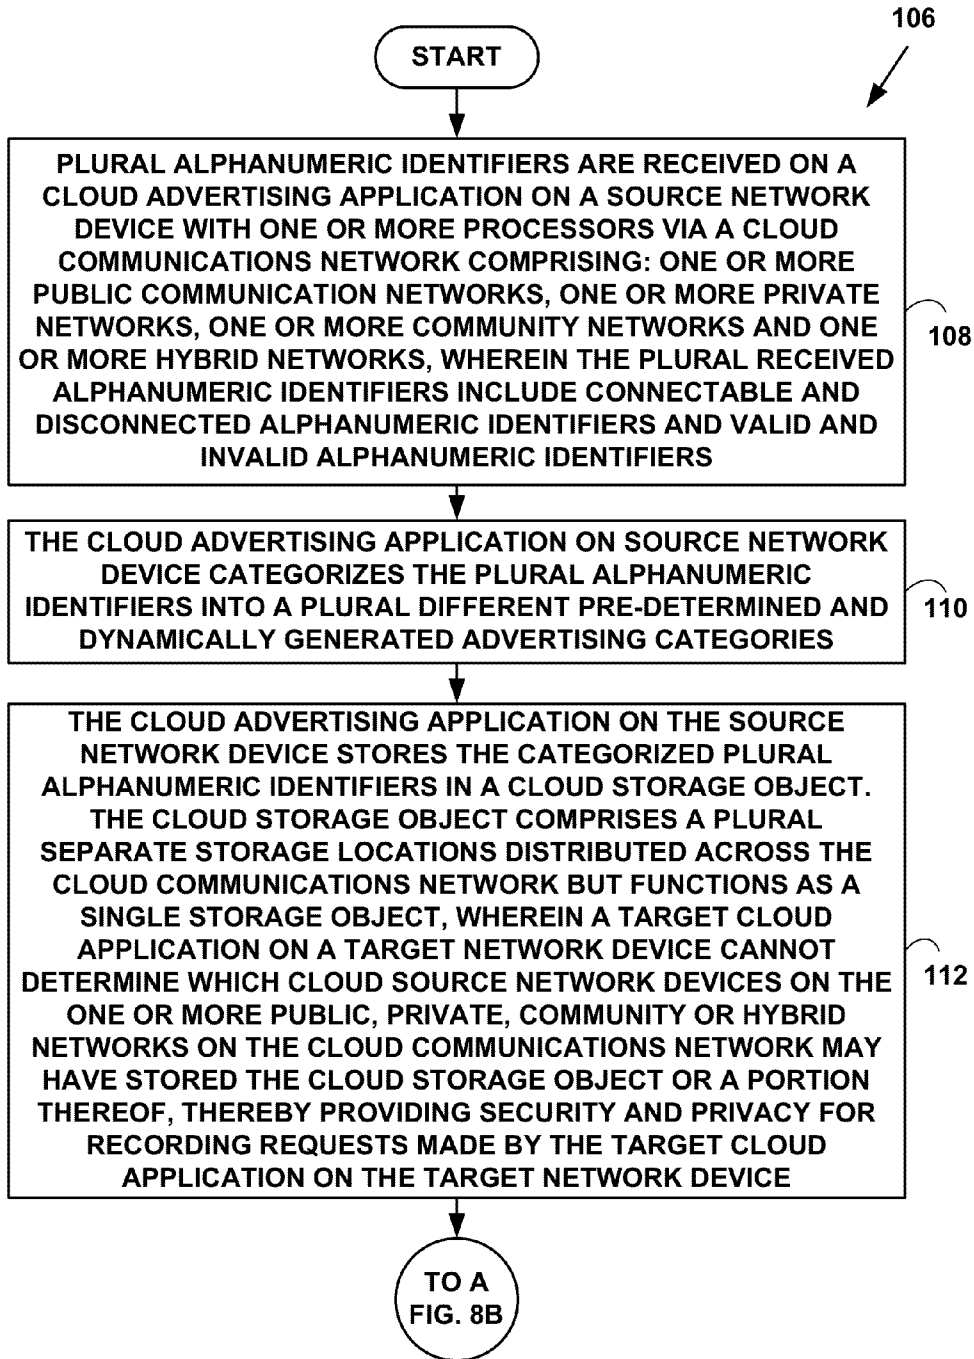 106
START
PLURAL ALPHANUMERIC IDENTIFIERS ARE RECEIVED ON A
CLOUD ADVERTISING APPLICATION ON A SOURCE NETWORK
DEVICE WITH ONE OR MORE PROCESSORS VIA A CLOUD
COMMUNICATIONS NETWORK COMPRISING: ONE OR MORE
PUBLIC COMMUNICATION NETWORKS, ONE OR MORE PRIVATE
NETWORKS, ONE OR MORE COMMUNITY NETWORKS AND ONE
OR MORE HYBRID NETWORKS, WHEREIN THE PLURAL RECEIVED
ALPHANUMERIC IDENTIFIERS INCLUDE CONNECTABLE AND
DISCONNECTED ALPHANUMERIC IDENTIFIERS AND VALID AND
INVALID ALPHANUMERIC IDENTIFIERS
108
THE CLOUD ADVERTISING APPLICATION ON SOURCE NETWORK
DEVICE CATEGORIZES THE PLURAL ALPHANUMERIC
IDENTIFIERS INTO A PLURAL DIFFERENT PRE-DETERMINED AND
DYNAMICALLY GENERATED ADVERTISING CATEGORIES
110
THE CLOUD ADVERTISING APPLICATION ON THE SOURCE
NETWORK DEVICE STORES THE CATEGORIZED PLURAL
ALPHANUMERIC IDENTIFIERS IN A CLOUD STORAGE OBJECT.
THE CLOUD STORAGE OBJECT COMPRISES A PLURAL
SEPARATE STORAGE LOCATIONS DISTRIBUTED ACROSS THE
CLOUD COMMUNICATIONS NETWORK BUT FUNCTIONS AS A
SINGLE STORAGE OBJECT, WHEREIN A TARGET CLOUD
APPLICATION ON A TARGET NETWORK DEVICE CANNOT
DETERMINE WHICH CLOUD SOURCE NETWORK DEVICES ON THE
ONE OR MORE PUBLIC, PRIVATE, COMMUNITY OR HYBRID
NETWORKS ON THE CLOUD COMMUNICATIONS NETWORK MAY
HAVE STORED THE CLOUD STORAGE OBJECT OR A PORTION
THEREOF, THEREBY PROVIDING SECURITY AND PRIVACY FOR
RECORDING REQUESTS MADE BY THE TARGET CLOUD
APPLICATION ON THE TARGET NETWORK DEVICE
112
TO A
FIG. 8B